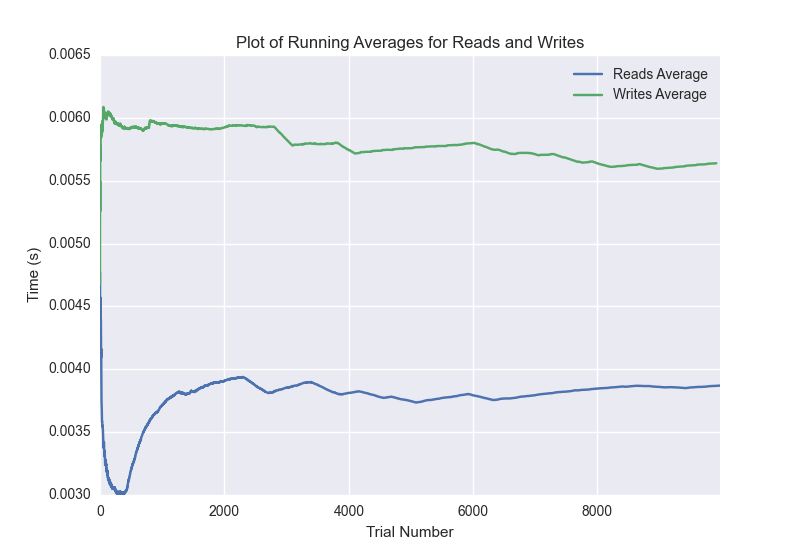 Plot of Running Averages for Reads and Writes
0.0065
0.0060
0.0055
0.0050
0.0045
0.0040
0.0035
0.0030
Time (s)
Reads Average
Writes Average
0
2000
4000
6000
8000
Trial Number